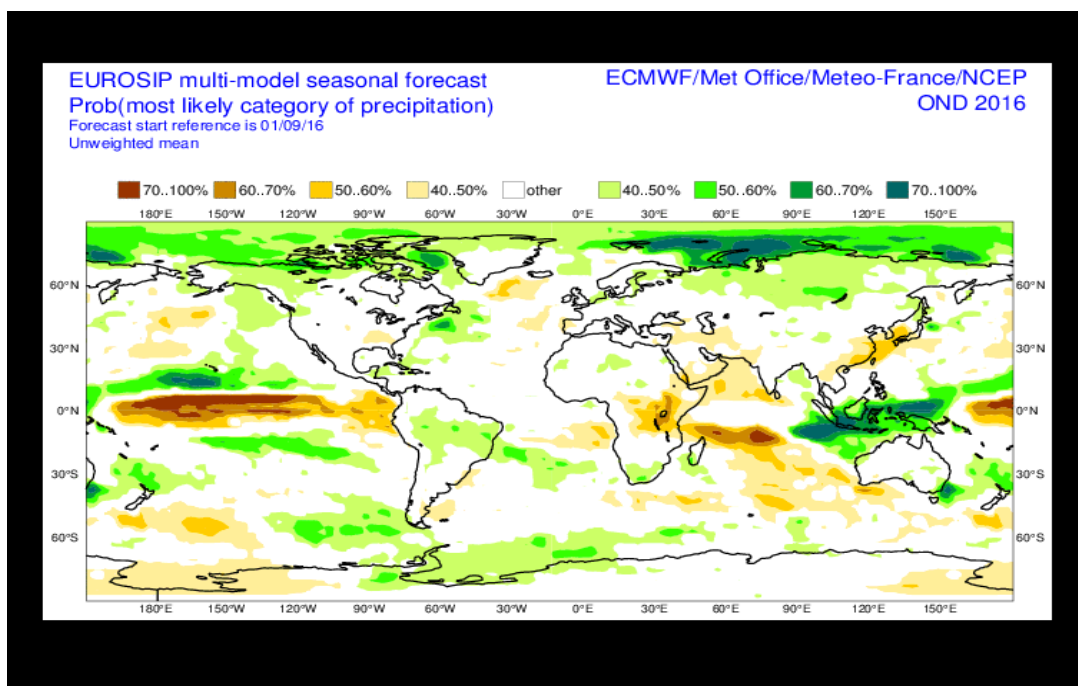 EUROSIP multi-model seasonal forecast
ECMWF/Met Office/Meteo-France/NCEP
Prob(most likely category of precipitation)
OND 2016
Forecast start reference is 01/09/16
Unweighted mean
70..100% 60..70% 50..60% 40..50% other 40..50% 50..60% 60..70% 70..100%
180°E 150°W 120°W 90°W 60°W 30°W 0°E 30°E 60°E 90°E 120°E 150°E
60°N 60°N
30°N 30°N
0°N 0°N
30°S 30°S
60°S 60°S
180°E 150°W 120°W 90°W 60°W 30°W 0°E 30°E 60°E 90°E 120°E 150°E